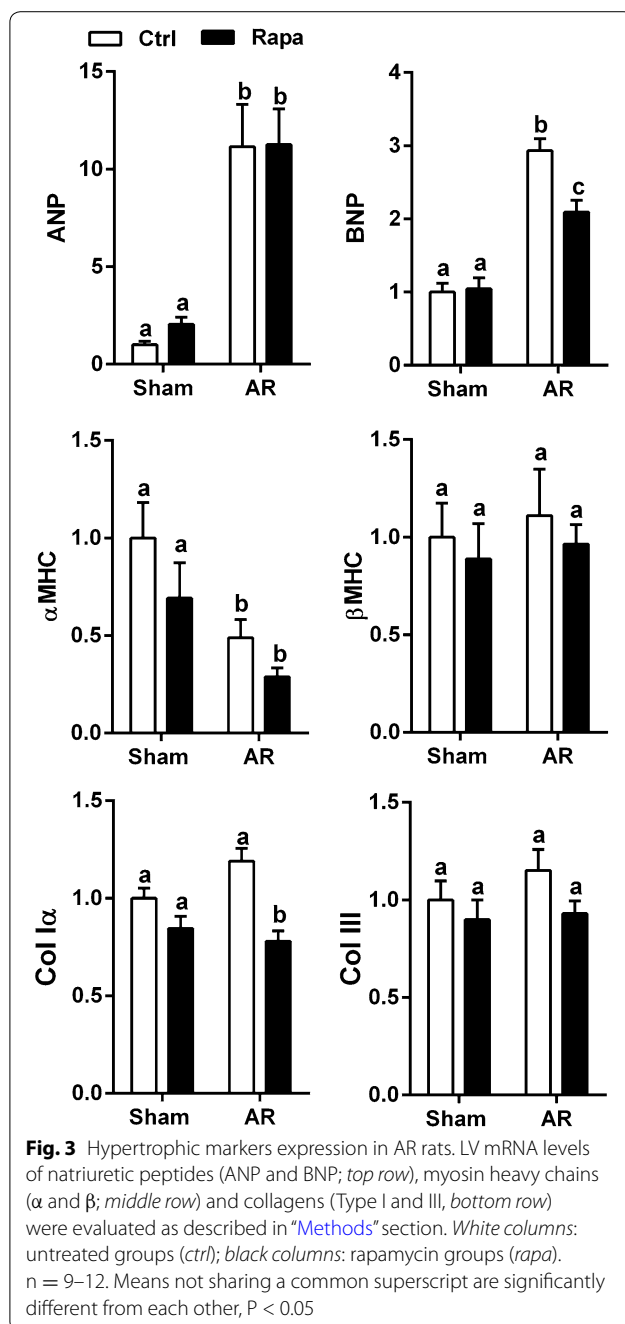 Ctrl Rapa
15
10
5
0
ANP
a
a
b
b
Sham AR
4
3
2
1
0
BNP
a
a
b
c
Sham AR
1.5
1.0
0.5
0.0
αMHC
a
a
b
b
Sham AR
1.5
1.0
0.5
0.0
βMHC
a
a
a
a
Sham AR
1.5
1.0
0.5
0.0
Col Iα
a
a
a
b
Sham AR
1.5
1.0
0.5
0.0
Col III
a
a
a
a
Sham AR
Fig. 3 Hypertrophic markers expression in AR rats. LV mRNA levels
of natriuretic peptides (ANP and BNP; top row), myosin heavy chains
(α and β; middle row) and collagens (Type I and III, bottom row)
were evaluated as described in “Methods” section. White columns:
untreated groups (ctrl); black columns: rapamycin groups (rapa).
n = 9–12. Means not sharing a common superscript are significantly
different from each other, P < 0.05